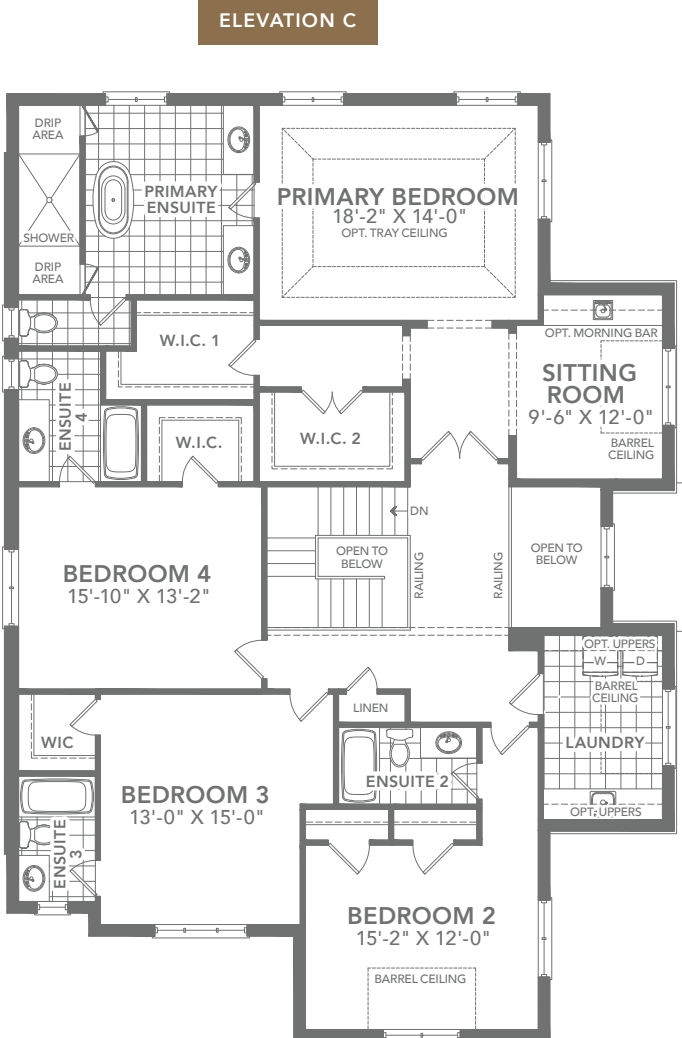 ELEVATION C
DRIP
AREA
SHOWER
DRIP
AREA
PRIMARY
ENSUITE
PRIMARY BEDROOM
18'-2" X 14'-0"
OPT. TRAY CEILING
W.I.C. 1
OPT. MORNING BAR
SITTING
ROOM
9'-6" X 12'-0"
BARREL
CEILING
ENSUITE
4
W.I.C.
W.I.C. 2
DN
OPEN TO
BELOW
RAILING
RAILING
OPEN TO
BELOW
BEDROOM 4
15'-10" X 13'-2"
OPT. UPPERS
W
D
BARREL
CEILING
LAUNDRY
OPT. UPPERS
LINEN
WIC
ENSUITE 2
BEDROOM 3
13'-0" X 15'-0"
ENSUITE
3
BEDROOM 2
15'-2" X 12'-0"
BARREL CEILING